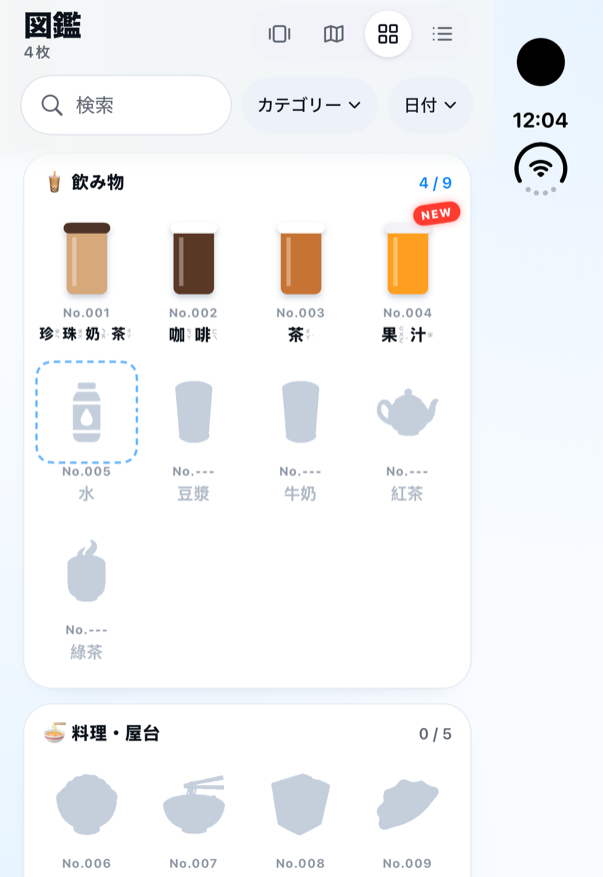 図鑑
4枚
検索
カテゴリー
日付
12:04
飲み物
4 / 9
NEW
No.001
No.002
No.003
No.004
珍珠奶茶
咖啡
茶
果汁
No.005
No.---
No.---
No.---
水
豆漿
牛奶
紅茶
No.---
綠茶
料理・屋台
0 / 5
No.006
No.007
No.008
No.009